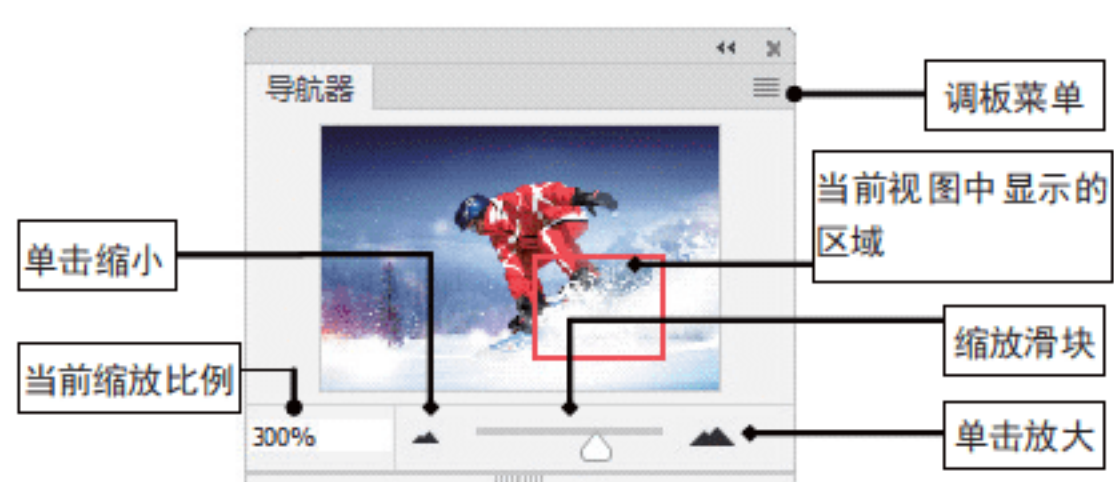 导航器
调板菜单
当前视图中显示的
区域
单击缩小
缩放滑块
当前缩放比例
单击放大
300%